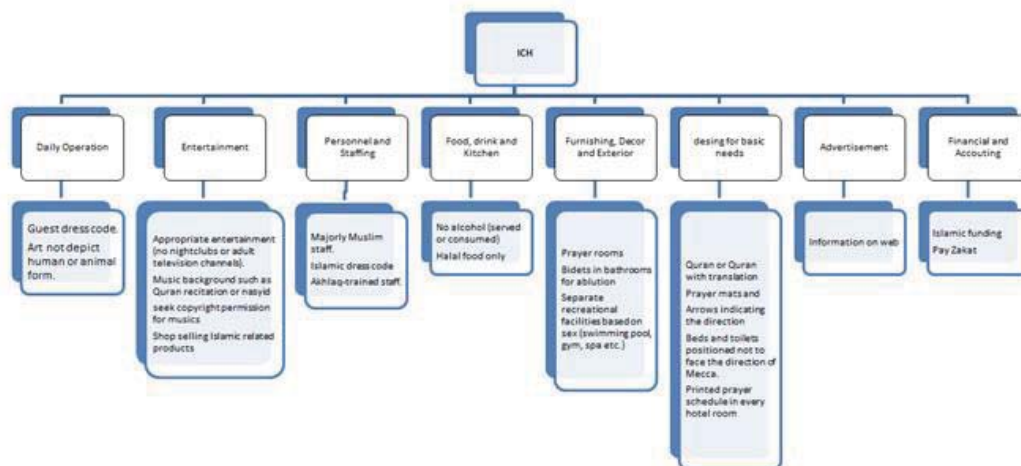 ICH
Daily Operation
Entertainment
Personnel and
Staffing
Food, drink and
Kitchen
Furnishing, Decor
and Exterior
desing for basic
needs
Advertisement
Financial and
Accouting
Guest dress code.
Art not depict
human or animal
form.
Appropriate entertainment
(no nightclubs or adult
television channels).
Music background such as
Quran recitation or nasyid
seek copyright permission
for musics
Shop selling Islamic related
products
Majorly Muslim
staff.
Islamic dress code
Akhlaq-trained staff.
No alcohol (served
or consumed)
Halal food only
Prayer rooms
Bidets in bathrooms
for ablution
Separate
recreational
facilities based on
sex (swimming pool,
gym, spa etc.)
Quran or Quran
with translation
Prayer mats and
Arrows indicating
the direction
Beds and toilets
positioned not to
face the direction of
Mecca.
Printed prayer
schedule in every
hotel room
Information on web
Islamic funding
Pay Zakat